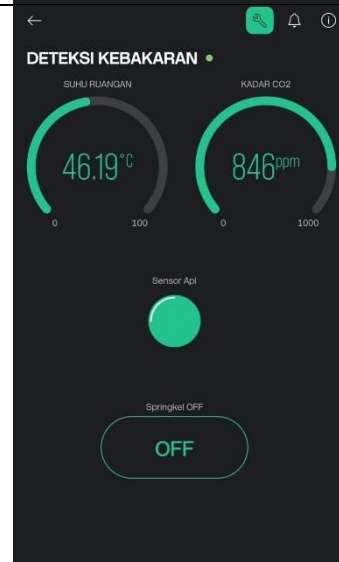 DETEKSI KEBAKARAN
SUHU RUANGAN
KADAR CO2
46.19°C
846ppm
0
100
0
1000
Sensor Api
Springkel OFF
OFF